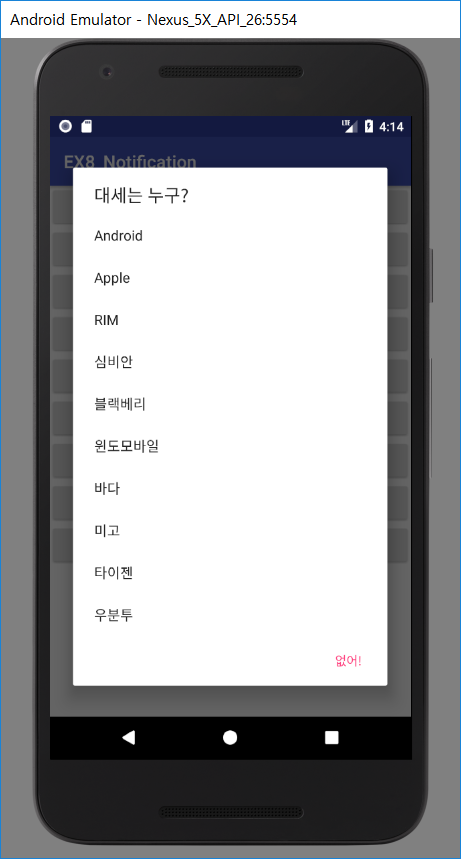 Android Emulator - Nexus_5X_API_26:5554
LTE 4:14
EX8_Notification
대세는 누구?
Android
Apple
RIM
심비안
블랙베리
윈도모바일
바다
미고
타이젠
우분투
없어!